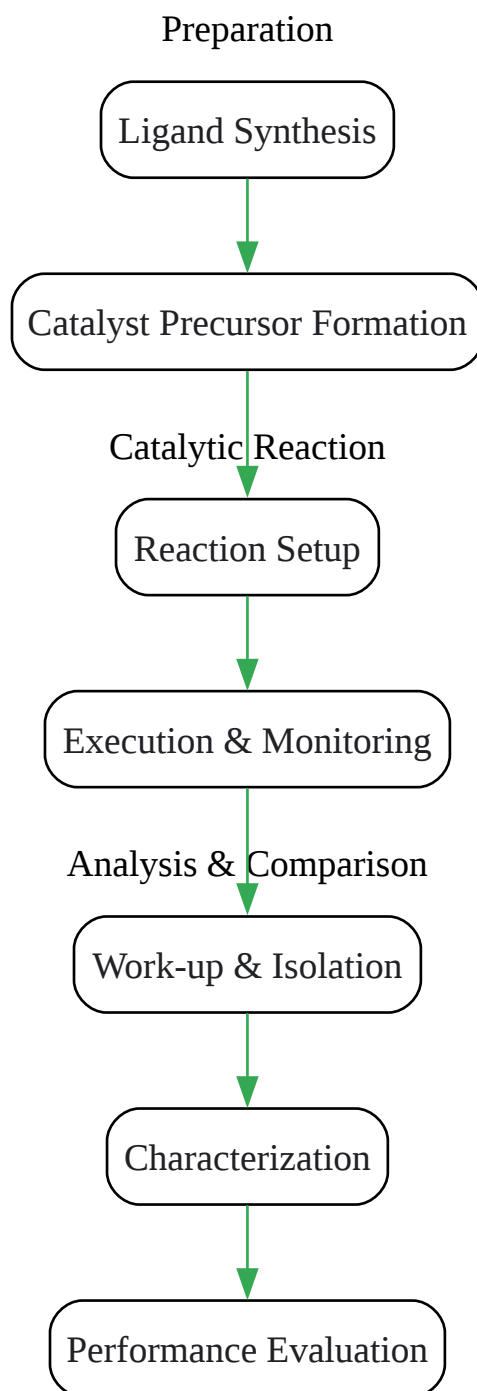 Preparation
Ligand Synthesis
Catalyst Precursor Formation
Catalytic Reaction
Reaction Setup
Execution & Monitoring
Analysis & Comparison
Work-up & Isolation
Characterization
Performance Evaluation